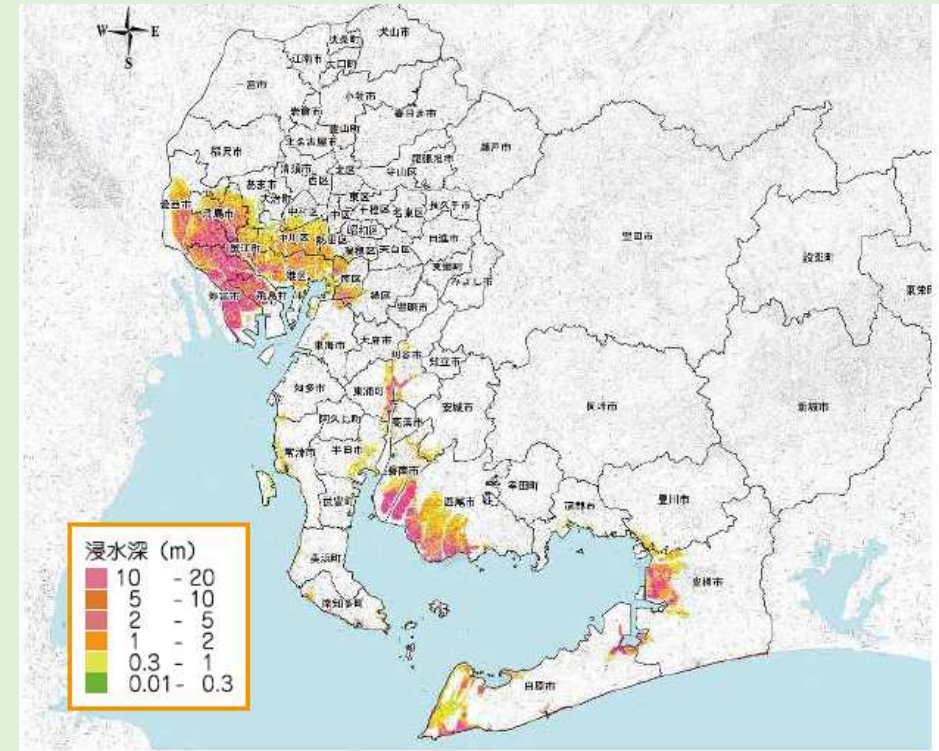 W E
S
扶桑町
犬山市
江南市
大口町
一宮市
小牧市
岩倉市
春日井市
豊山町
北名古屋市
稲沢市
瀬戸市
尾張旭市
清須市
北区
守山区
西区
あま市
愛西市
大治町
東区
津島市
中村区
中区
千種区
名東区
長久手市
昭和区
中川区
熱田区
日進市
豊田市
蟹江町
瑞穂区
天白区
設楽町
東郷町
港区
南区
みよし市
東栄町
弥富市
飛島村
緑区
豊明市
東海市
大府市
刈谷市
知立市
知多市
東浦町
安城市
岡崎市
新城市
阿久比町
高浜市
常滑市
半田市
碧南市
西尾市
幸田町
蒲郡市
豊川市
武豊町
美浜町
豊橋市
南知多町
田原市
浸水深（m）
10 - 20
5 - 10
2 - 5
1 - 2
0.3 - 1
0.01 - 0.3